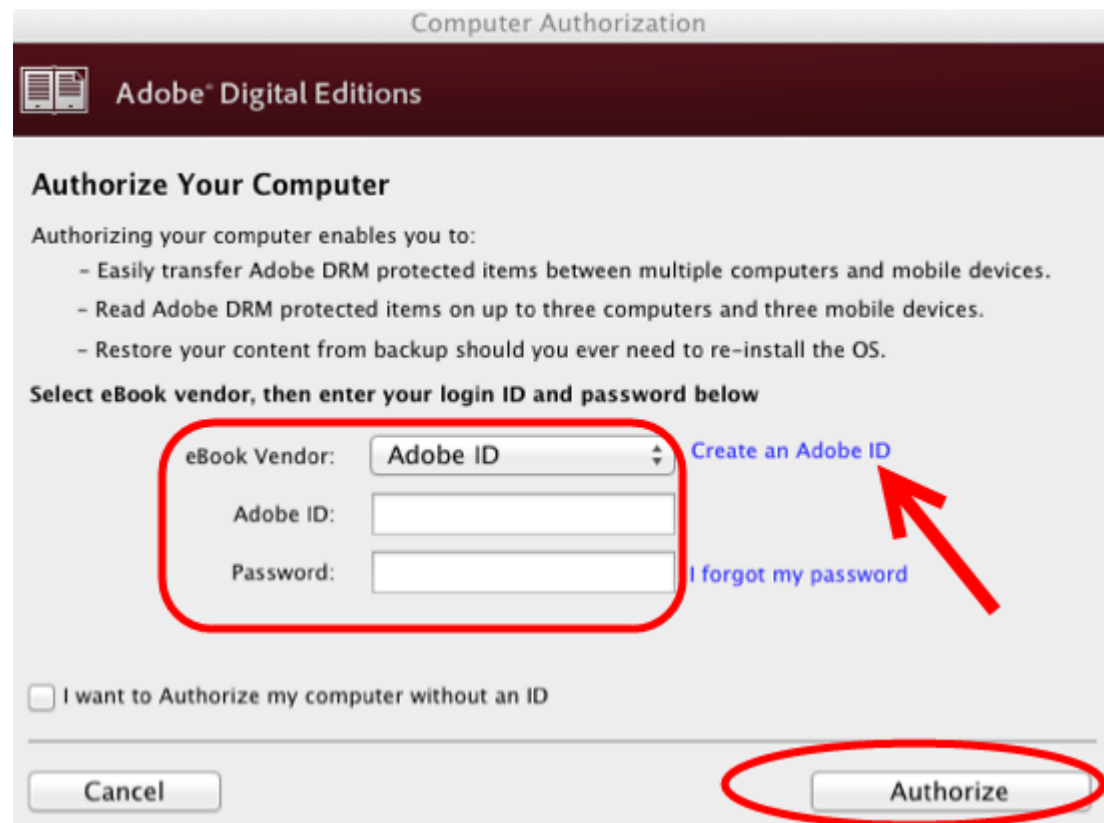 Computer Authorization
Adobe® Digital Editions
Authorize Your Computer
Authorizing your computer enables you to:
– Easily transfer Adobe DRM protected items between multiple computers and mobile devices.
– Read Adobe DRM protected items on up to three computers and three mobile devices.
– Restore your content from backup should you ever need to re-install the OS.
Select eBook vendor, then enter your login ID and password below
eBook Vendor: Adobe ID Create an Adobe ID
Adobe ID:
Password: I forgot my password
I want to Authorize my computer without an ID
Cancel Authorize